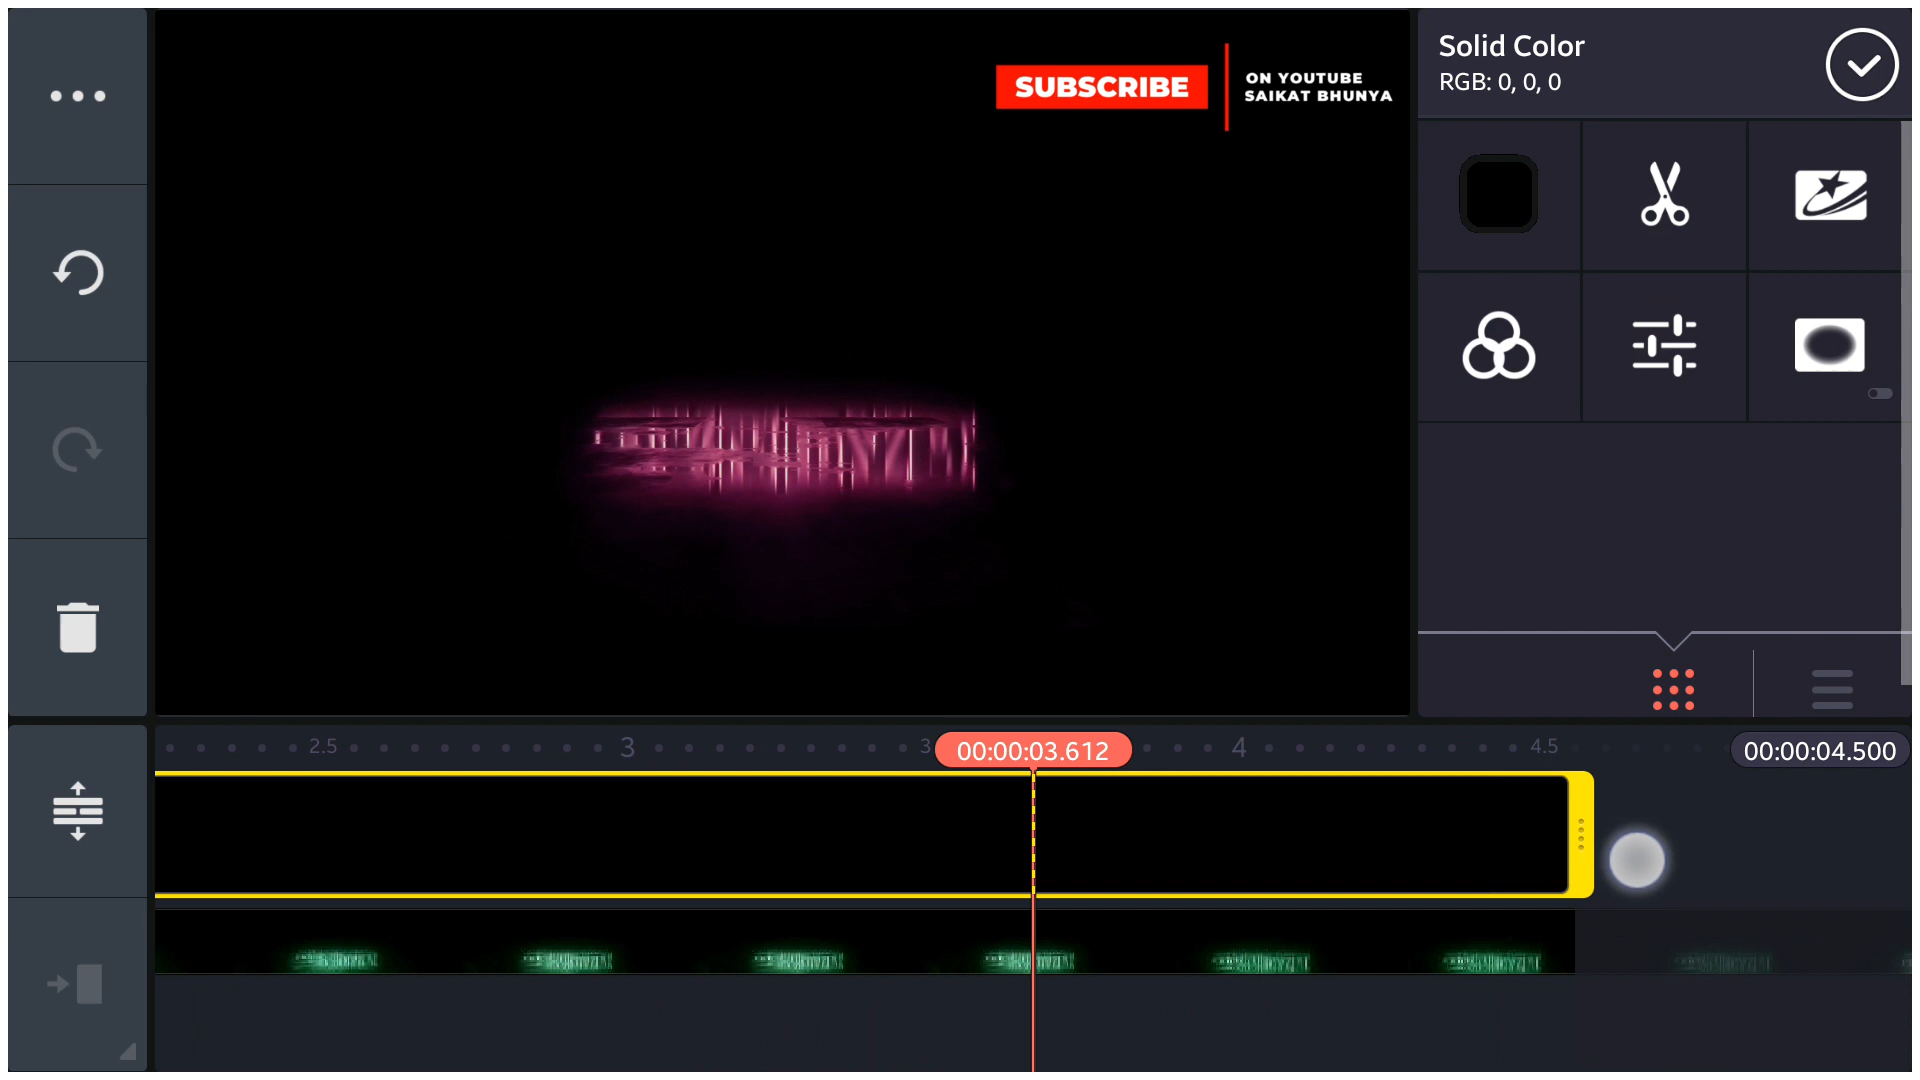 Solid Color
RGB: 0, 0, 0
SUBSCRIBE
ON YOUTUBE
SAIKAT BHUNYA
2.5
3
3
00:00:03.612
4
4.5
00:00:04.500